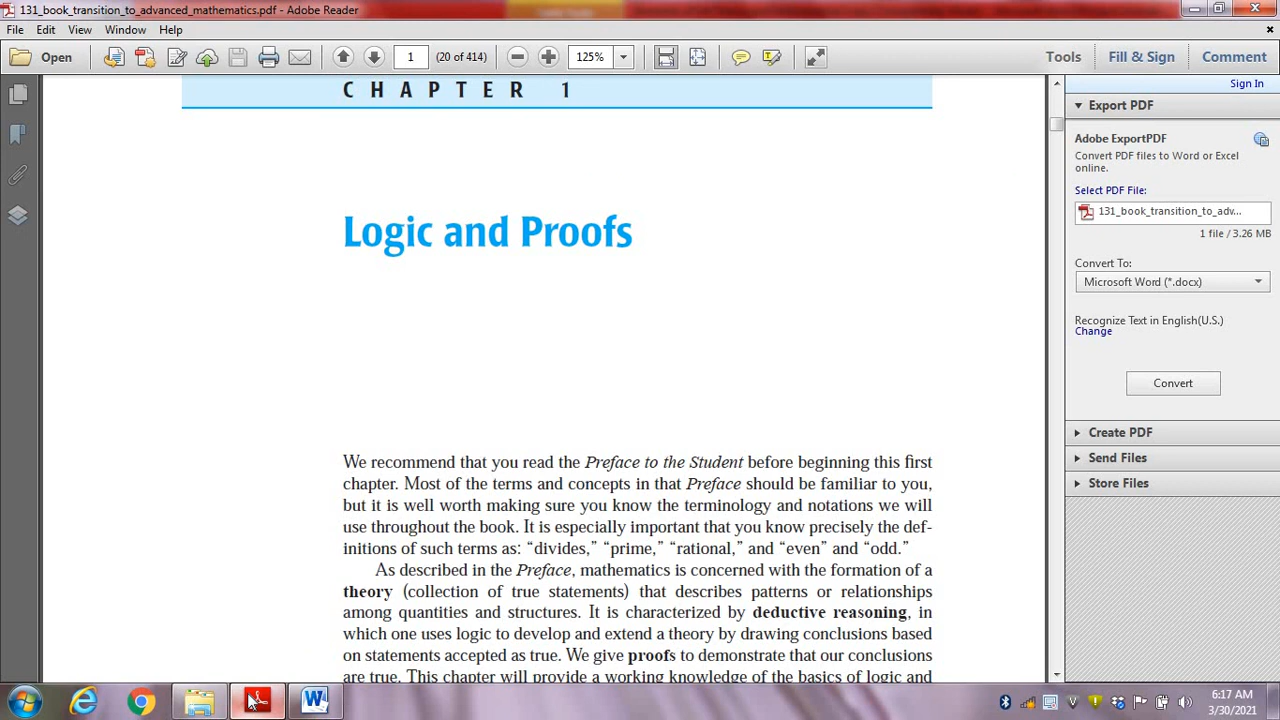 131_book_transition_to_advanced_mathematics.pdf - Adobe Reader
File Edit View Window Help
Open 1 (20 of 414) 125% Tools Fill & Sign Comment
Sign In
CHAPTER 1
Export PDF
Adobe ExportPDF
Convert PDF files to Word or Excel
online.
Select PDF File:
131_book_transition_to_adv...
1 file / 3.26 MB
Convert To:
Microsoft Word (*.docx)
Recognize Text in English(U.S.)
Change
Convert
Create PDF
Send Files
Store Files
Logic and Proofs
We recommend that you read the Preface to the Student before beginning this first
chapter. Most of the terms and concepts in that Preface should be familiar to you,
but it is well worth making sure you know the terminology and notations we will
use throughout the book. It is especially important that you know precisely the def-
initions of such terms as: “divides,” “prime,” “rational,” and “even” and “odd.”
As described in the Preface, mathematics is concerned with the formation of a
theory (collection of true statements) that describes patterns or relationships
among quantities and structures. It is characterized by deductive reasoning, in
which one uses logic to develop and extend a theory by drawing conclusions based
on statements accepted as true. We give proofs to demonstrate that our conclusions
are true. This chapter will provide a working knowledge of the basics of logic and
6:17 AM
3/30/2021